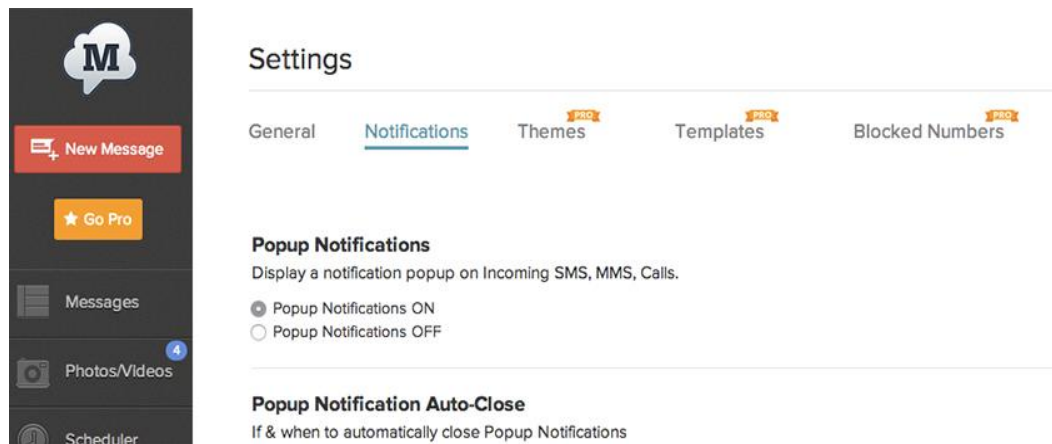 M
Settings
General Notifications Themes PRO Templates PRO Blocked Numbers PRO
New Message
Go Pro
Messages
4
Photos/Videos
Scheduler
Popup Notifications
Display a notification popup on Incoming SMS, MMS, Calls.
Popup Notifications ON
Popup Notifications OFF
Popup Notification Auto-Close
If & when to automatically close Popup Notifications